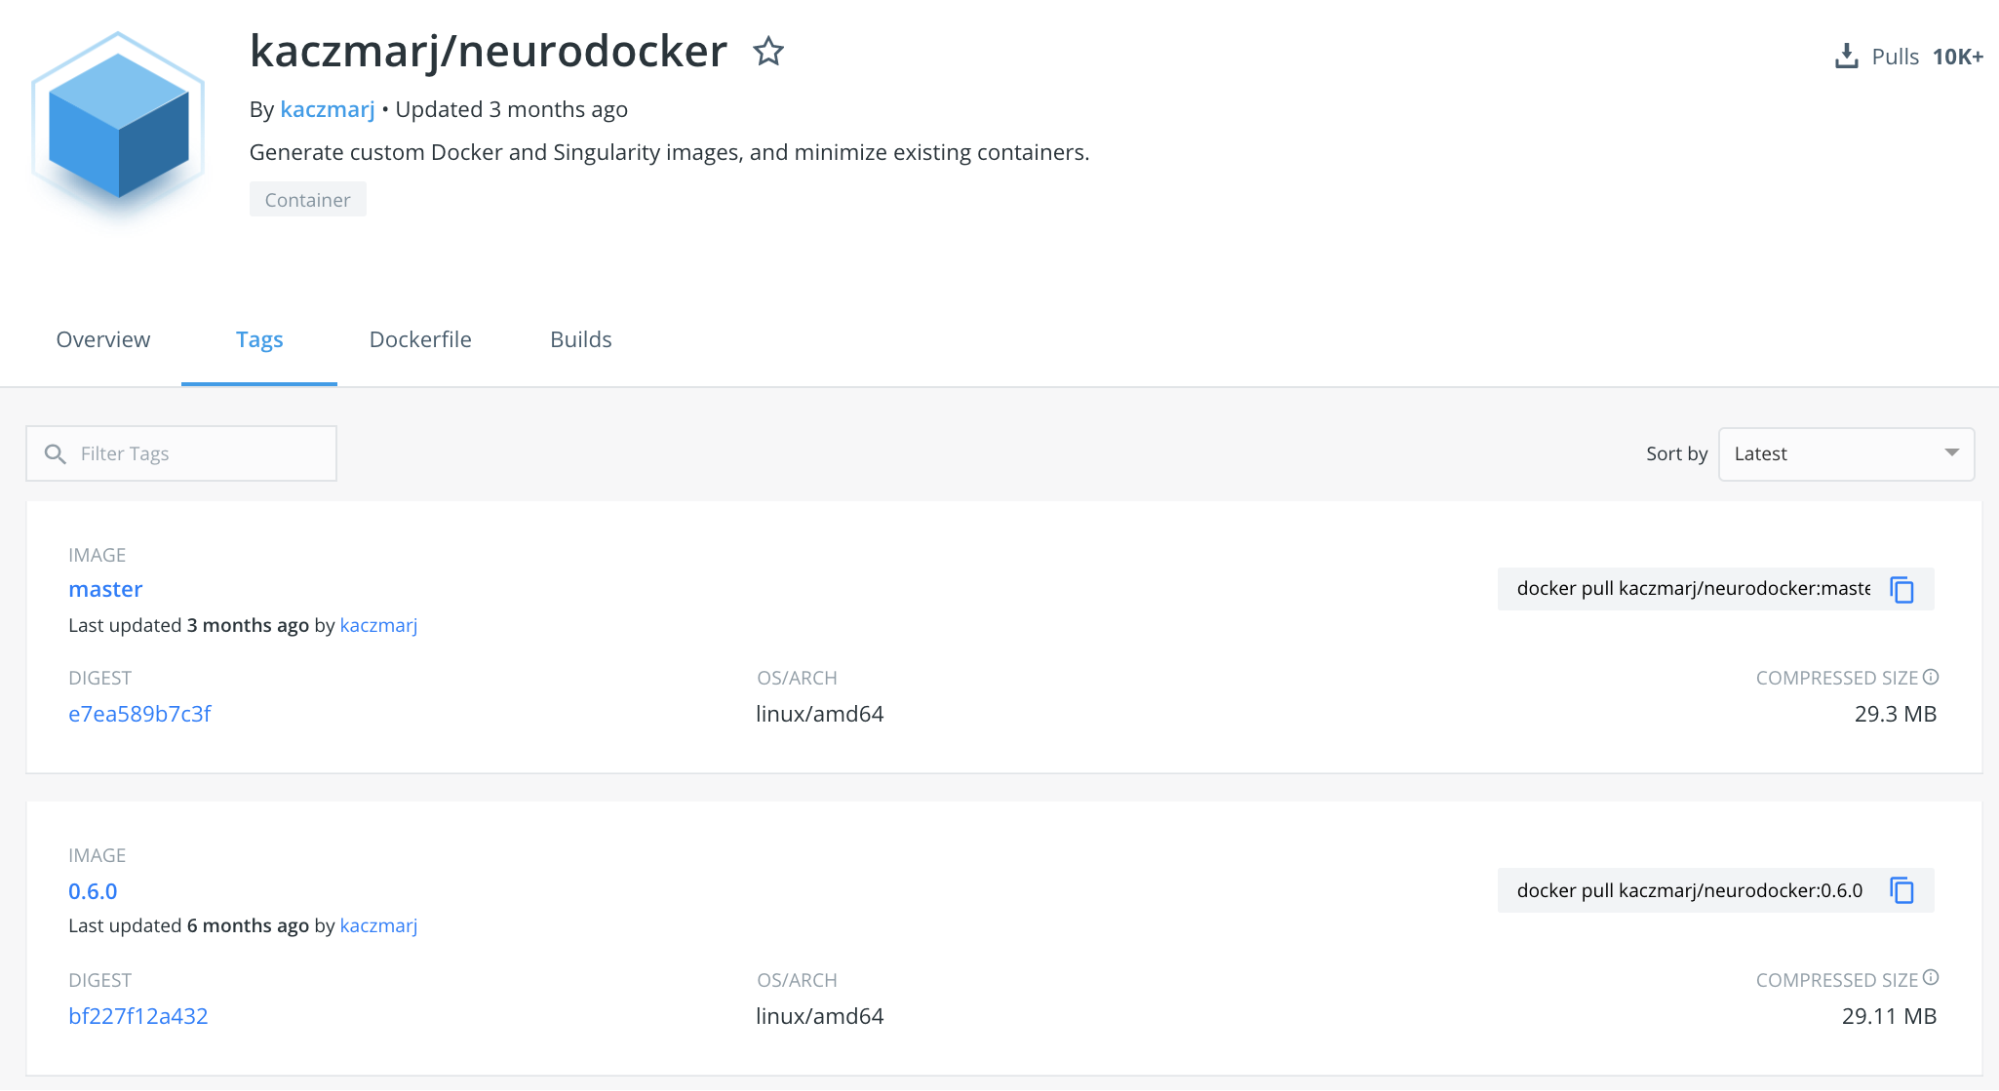 kaczmarj/neurodocker
Pulls 10K+
By kaczmarj • Updated 3 months ago
Generate custom Docker and Singularity images, and minimize existing containers.
Container
Overview Tags Dockerfile Builds
Filter Tags
Sort by Latest
IMAGE
master
docker pull kaczmarj/neurodocker:maste
Last updated 3 months ago by kaczmarj
DIGEST OS/ARCH COMPRESSED SIZE
e7ea589b7c3f linux/amd64 29.3 MB
IMAGE
0.6.0
docker pull kaczmarj/neurodocker:0.6.0
Last updated 6 months ago by kaczmarj
DIGEST OS/ARCH COMPRESSED SIZE
bf227f12a432 linux/amd64 29.11 MB